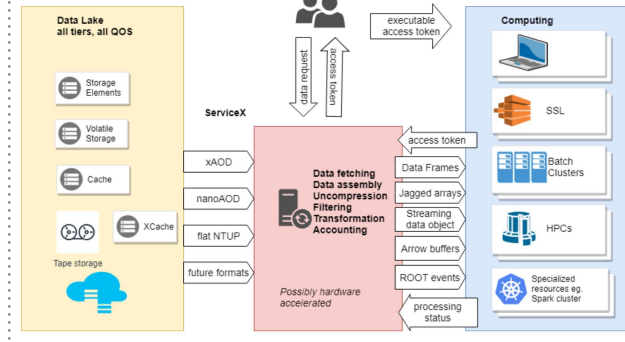 Data Lake
all tiers, all QOS
Storage
Elements
Volatile
Storage
Cache
XCache
Tape storage
ServiceX
xAOD
nanoAOD
flat NTUP
future formats
data request
access token
executable
access token
Data fetching
Data assembly
Uncompression
Filtering
Transformation
Accounting
Possibly hardware
accelerated
access token
Data Frames
Jagged arrays
Streaming
data object
Arrow buffers
ROOT events
processing
status
Computing
SSL
Batch
Clusters
HPCs
Specialized
resources eg.
Spark cluster